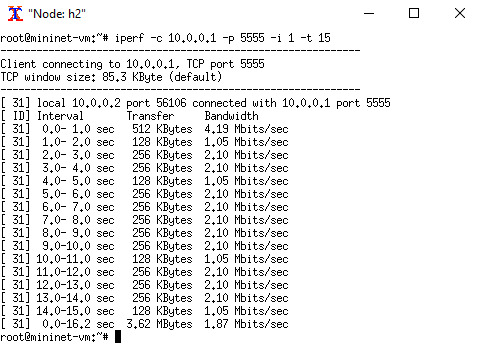 "Node: h2"
root@mininet-vm:~# iperf -c 10.0.0.1 -p 5555 -i 1 -t 15
------------------------------------------------------------
Client connecting to 10.0.0.1, TCP port 5555
TCP window size: 85.3 KByte (default)
------------------------------------------------------------
[ 31] local 10.0.0.2 port 56106 connected with 10.0.0.1 port 5555
[ ID] Interval       Transfer     Bandwidth
[ 31]  0.0- 1.0 sec   512 KBytes  4.19 Mbits/sec
[ 31]  1.0- 2.0 sec   128 KBytes  1.05 Mbits/sec
[ 31]  2.0- 3.0 sec   256 KBytes  2.10 Mbits/sec
[ 31]  3.0- 4.0 sec   256 KBytes  2.10 Mbits/sec
[ 31]  4.0- 5.0 sec   128 KBytes  1.05 Mbits/sec
[ 31]  5.0- 6.0 sec   256 KBytes  2.10 Mbits/sec
[ 31]  6.0- 7.0 sec   256 KBytes  2.10 Mbits/sec
[ 31]  7.0- 8.0 sec   256 KBytes  2.10 Mbits/sec
[ 31]  8.0- 9.0 sec   256 KBytes  2.10 Mbits/sec
[ 31]  9.0-10.0 sec   256 KBytes  2.10 Mbits/sec
[ 31] 10.0-11.0 sec   128 KBytes  1.05 Mbits/sec
[ 31] 11.0-12.0 sec   256 KBytes  2.10 Mbits/sec
[ 31] 12.0-13.0 sec   256 KBytes  2.10 Mbits/sec
[ 31] 13.0-14.0 sec   256 KBytes  2.10 Mbits/sec
[ 31] 14.0-15.0 sec   128 KBytes  1.05 Mbits/sec
[ 31]  0.0-16.2 sec  3.62 MBytes  1.87 Mbits/sec
root@mininet-vm:~#